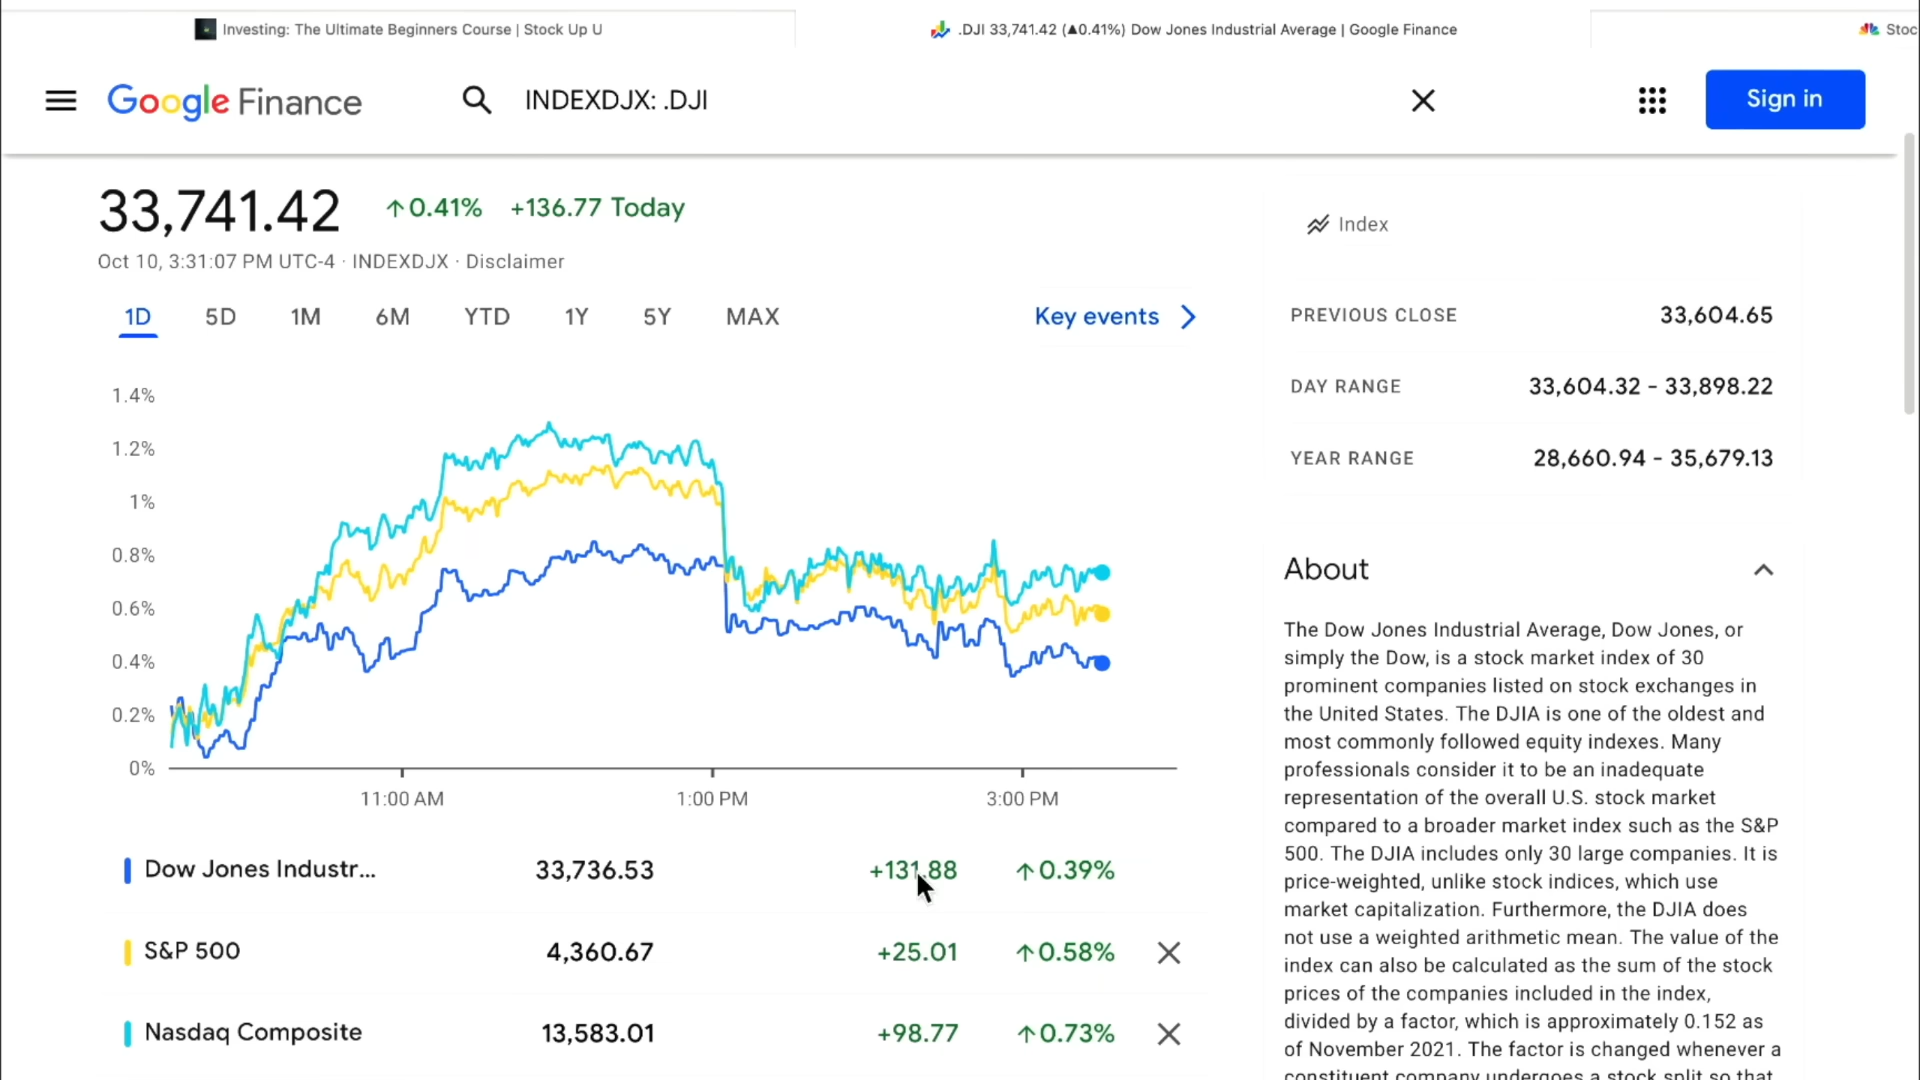 Investing: The Ultimate Beginners Course | Stock Up U
.DJI 33,741.42 (▲0.41%) Dow Jones Industrial Average | Google Finance
Stoc
Google Finance
INDEXDJX: .DJI
Sign in
33,741.42
↑0.41% +136.77 Today
Oct 10, 3:31:07 PM UTC-4 · INDEXDJX · Disclaimer
1D 5D 1M 6M YTD 1Y 5Y MAX
Key events
1.4%
1.2%
1%
0.8%
0.6%
0.4%
0.2%
0%
11:00 AM 1:00 PM 3:00 PM
Dow Jones Industr... 33,736.53 +131.88 ↑0.39%
S&P 500 4,360.67 +25.01 ↑0.58%
Nasdaq Composite 13,583.01 +98.77 ↑0.73%
Index
PREVIOUS CLOSE 33,604.65
DAY RANGE 33,604.32 - 33,898.22
YEAR RANGE 28,660.94 - 35,679.13
About
The Dow Jones Industrial Average, Dow Jones, or
simply the Dow, is a stock market index of 30
prominent companies listed on stock exchanges in
the United States. The DJIA is one of the oldest and
most commonly followed equity indexes. Many
professionals consider it to be an inadequate
representation of the overall U.S. stock market
compared to a broader market index such as the S&P
500. The DJIA includes only 30 large companies. It is
price-weighted, unlike stock indices, which use
market capitalization. Furthermore, the DJIA does
not use a weighted arithmetic mean. The value of the
index can also be calculated as the sum of the stock
prices of the companies included in the index,
divided by a factor, which is approximately 0.152 as
of November 2021. The factor is changed whenever a
constituent company undergoes a stock split so that